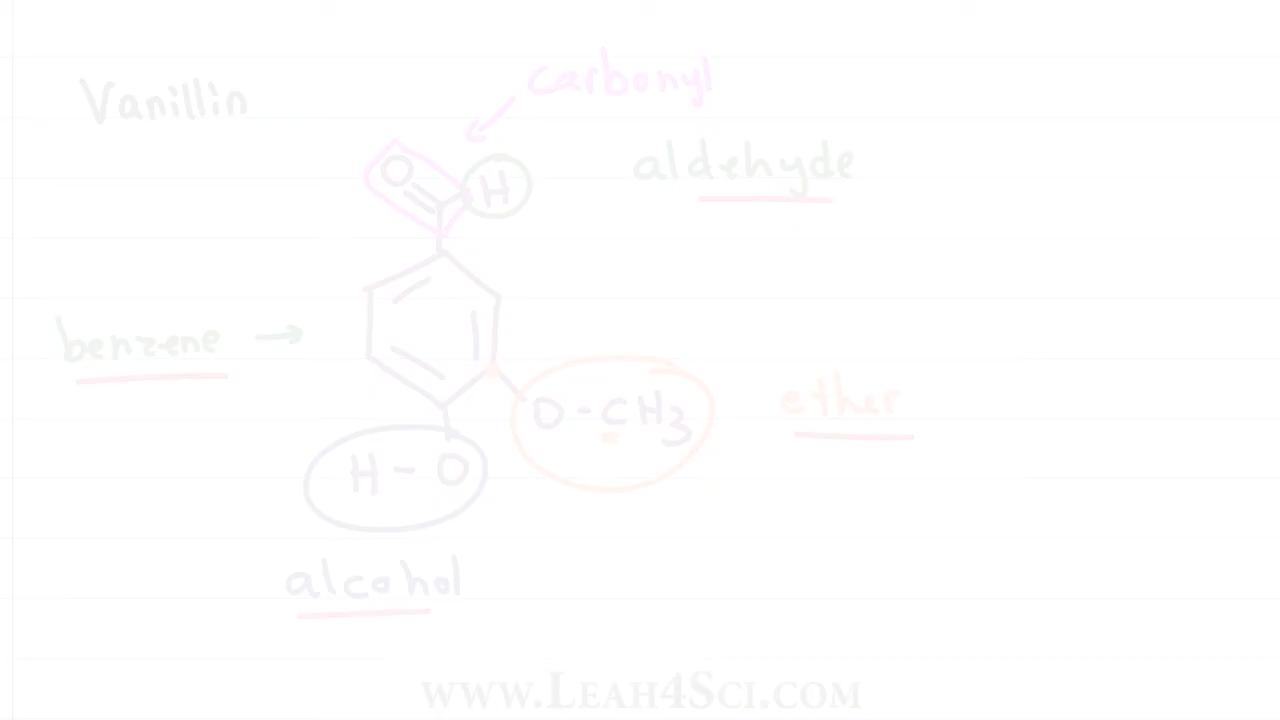 carbonyl
Vanillin
aldehyde
O
H
benzene →
O-CH3
ether
H-O
alcohol
www.Leah4Sci.com